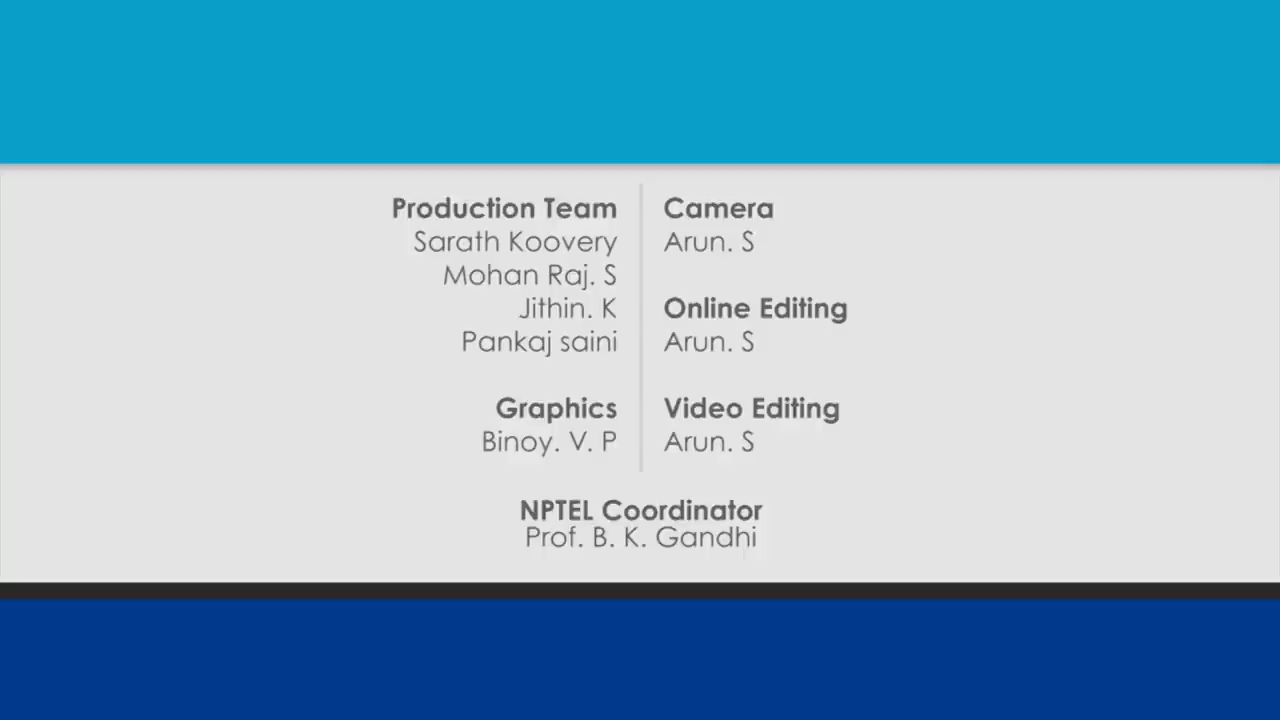 Production Team
Sarath Koovery
Mohan Raj. S
Jithin. K
Pankaj saini
Graphics
Binoy. V. P
Camera
Arun. S
Online Editing
Arun. S
Video Editing
Arun. S
NPTEL Coordinator
Prof. B. K. Gandhi